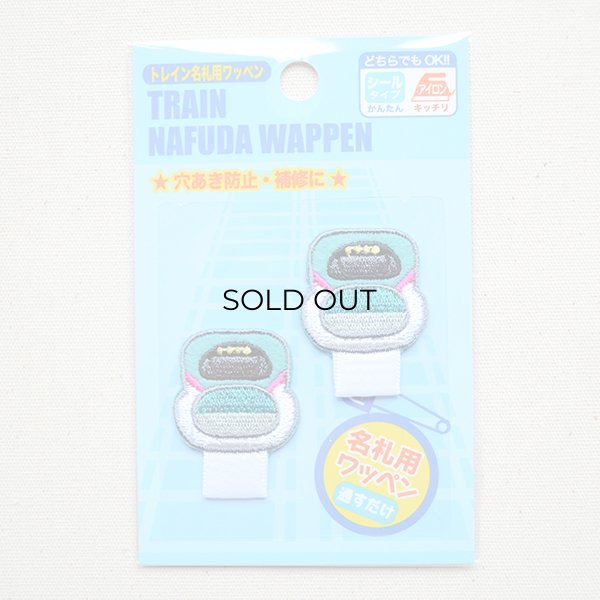 トレイン名札用ワッペン
TRAIN
NAFUDA WAPPEN
どちらでもOK!!
シール
タイプ
かんたん
アイロン
キッチリ
★穴あき防止・補修に★
SOLD OUT
名札用
ワッペン
通すだけ